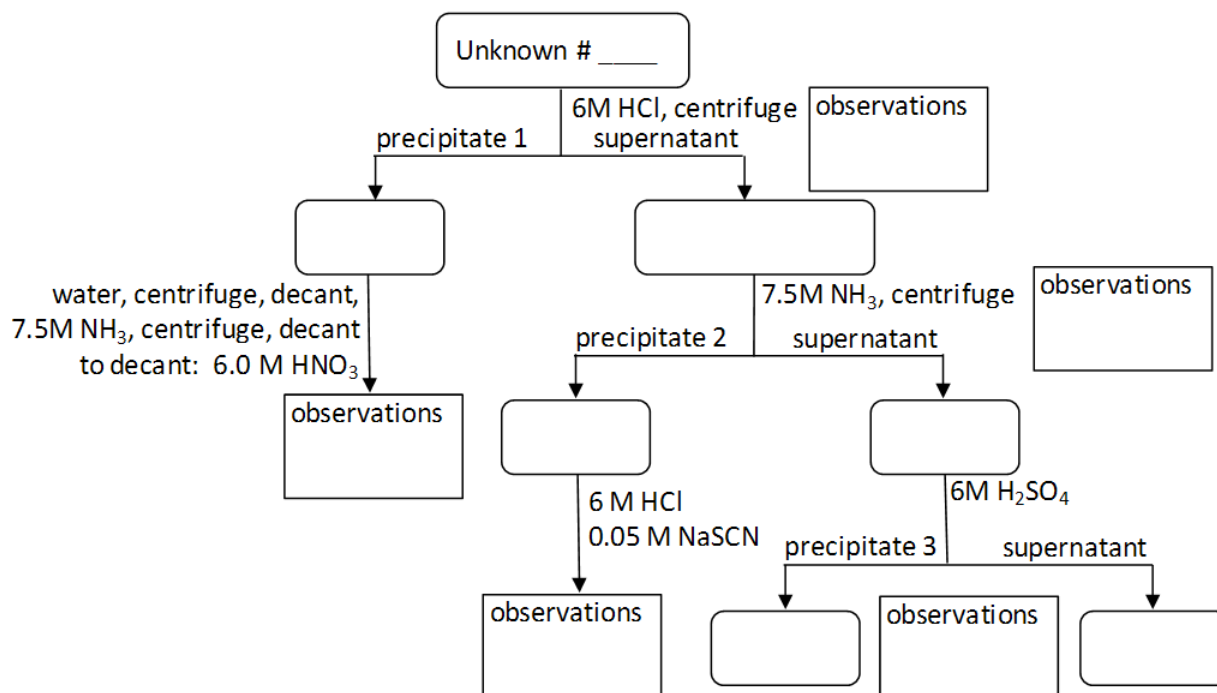 Unknown # ____
6M HCl, centrifuge
observations
precipitate 1
supernatant
water, centrifuge, decant,
7.5M NH₃, centrifuge, decant
to decant: 6.0 M HNO₃
observations
7.5M NH₃, centrifuge
observations
precipitate 2
supernatant
6 M HCl
0.05 M NaSCN
observations
6M H₂SO₄
precipitate 3
supernatant
observations